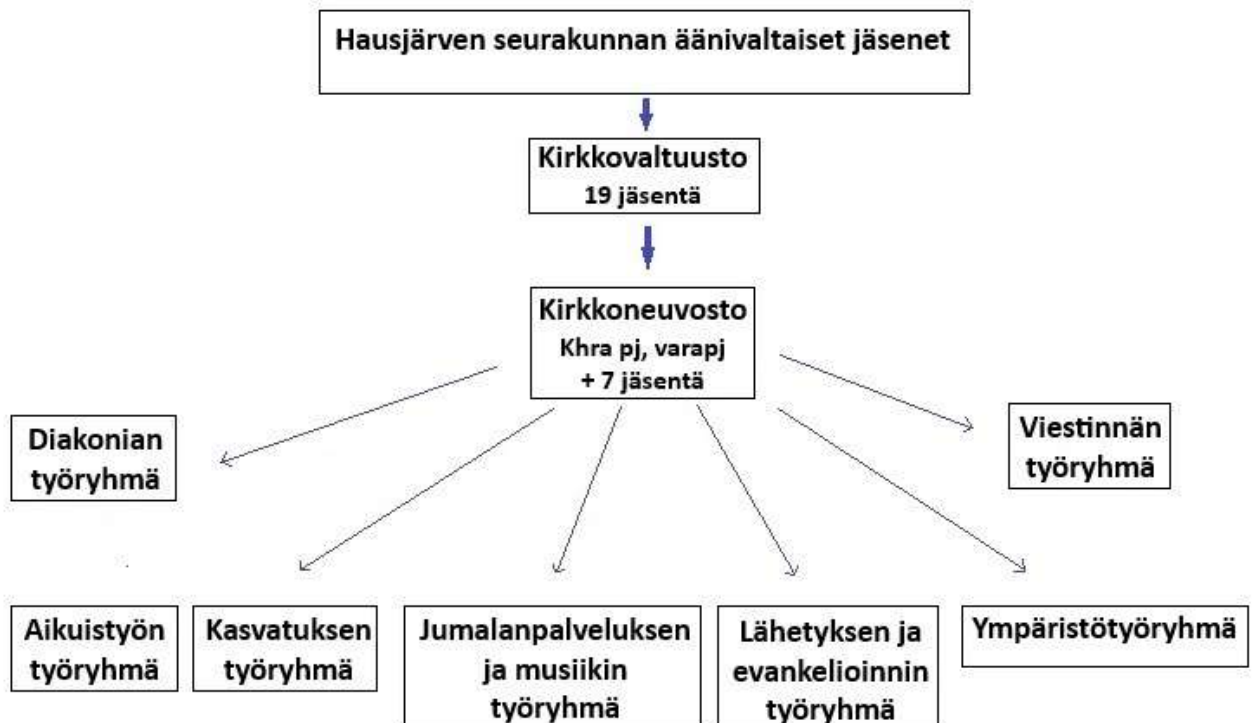 Hausjärven seurakunnan äänivaltaiset jäsenet
Kirkkovaltuusto
19 jäsentä
Kirkkoneuvosto
Khra pj, varapj
+ 7 jäsentä
Diakonian
työryhmä
Viestinnän
työryhmä
Aikuistyön
työryhmä
Kasvatuksen
työryhmä
Jumalanpalveluksen
ja musiikin
työryhmä
Lähetyksen ja
evankelioinnin
työryhmä
Ympäristötyöryhmä